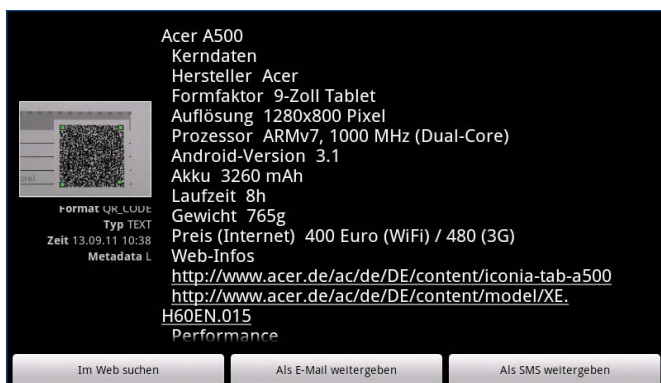 Acer A500
Kerndaten
Hersteller Acer
Formfaktor 9-Zoll Tablet
Auflösung 1280x800 Pixel
Prozessor ARMv7, 1000 MHz (Dual-Core)
Android-Version 3.1
Akku 3260 mAh
Laufzeit 8h
Gewicht 765g
Preis (Internet) 400 Euro (WiFi) / 480 (3G)
Web-Infos
http://www.acer.de/ac/de/DE/content/iconia-tab-a500
http://www.acer.de/ac/de/DE/content/model/XE.
H60EN.015
Performance
Format QR_CODE
Typ TEXT
Zeit 13.09.11 10:38
Metadata L
Im Web suchen
Als E-Mail weitergeben
Als SMS weitergeben